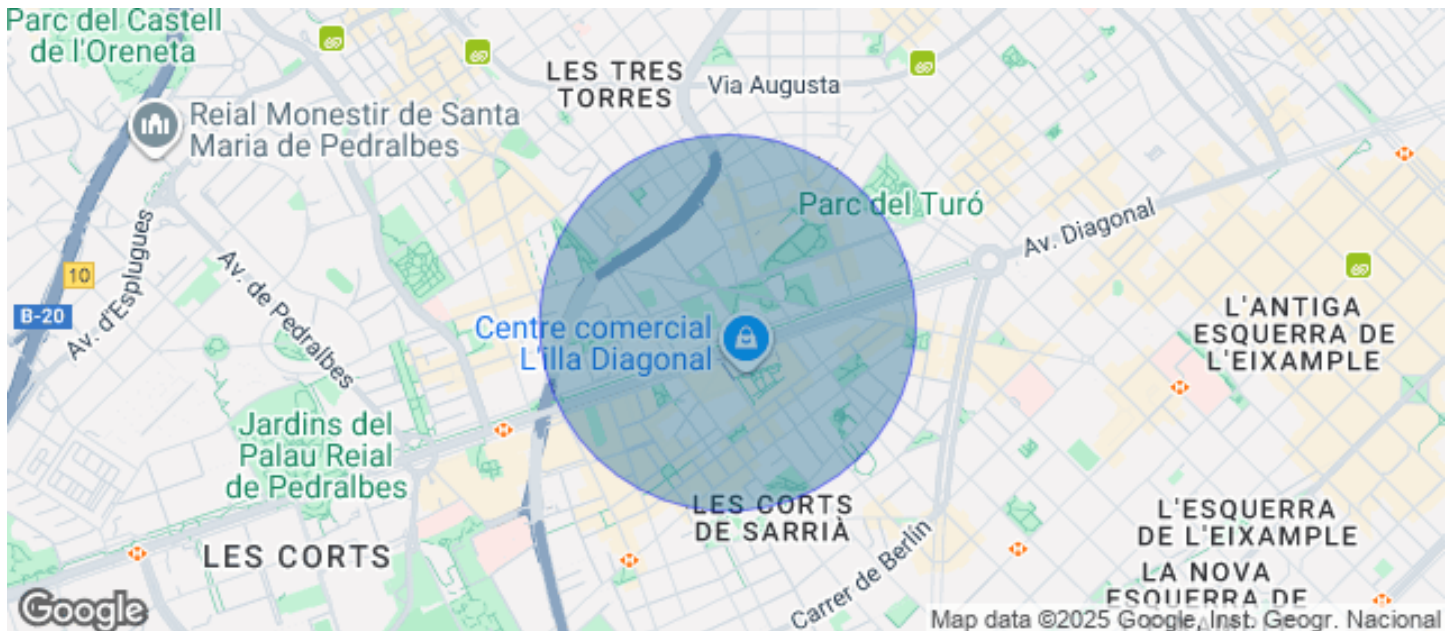 Parc del Castell
de l'Oreneta
LES TRES
TORRES
Via Augusta
Reial Monestir de Santa
Maria de Pedralbes
Parc del Turó
Av. Diagonal
Av. d'Esplugues
10
B-20
Av. de Pedralbes
Centre comercial
L'illa Diagonal
L'ANTIGA
ESQUERRA DE
L'EIXAMPLE
Jardins del
Palau Reial
de Pedralbes
LES CORTS
DE SARRIÀ
L'ESQUERRA
DE L'EIXAMPLE
LES CORTS
Carrer de Berlín
LA NOVA
ESQUERRA DE
Google
Map data ©2025 Google, Inst. Geogr. Nacional